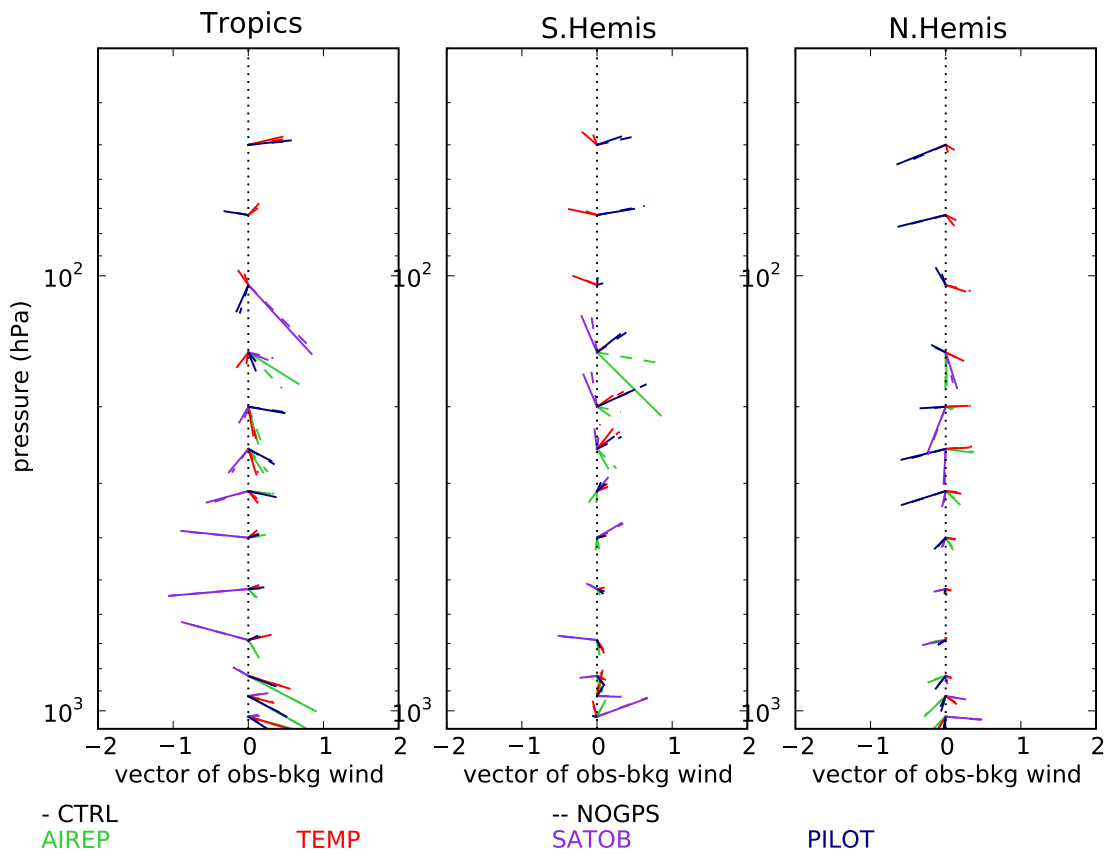 Tropics S.Hemis N.Hemis
pressure (hPa)
10² 10² 10²
10³ 10³ 10³
−2 −1 0 1 2 −2 −1 0 1 2 −2 −1 0 1 2
vector of obs-bkg wind vector of obs-bkg wind vector of obs-bkg wind
- CTRL -- NOGPS
AIREP TEMP SATOB PILOT